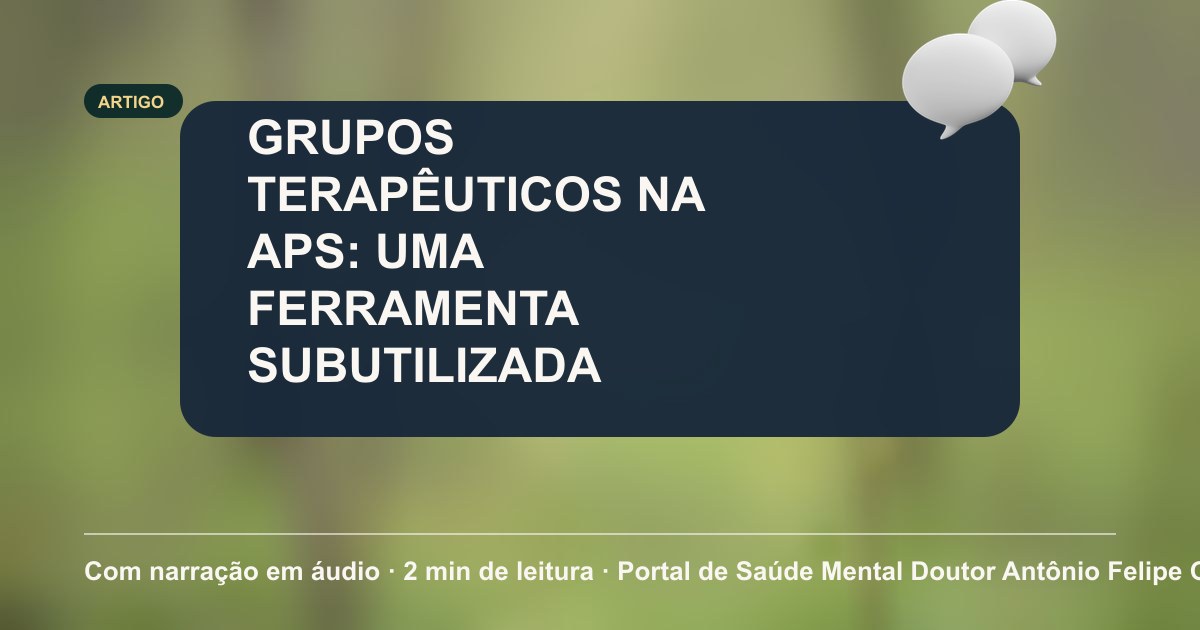 ARTIGO
GRUPOS
TERAPÊUTICOS NA
APS: UMA
FERRAMENTA
SUBUTILIZADA
Com narração em áudio · 2 min de leitura · Portal de Saúde Mental Doutor Antônio Felipe